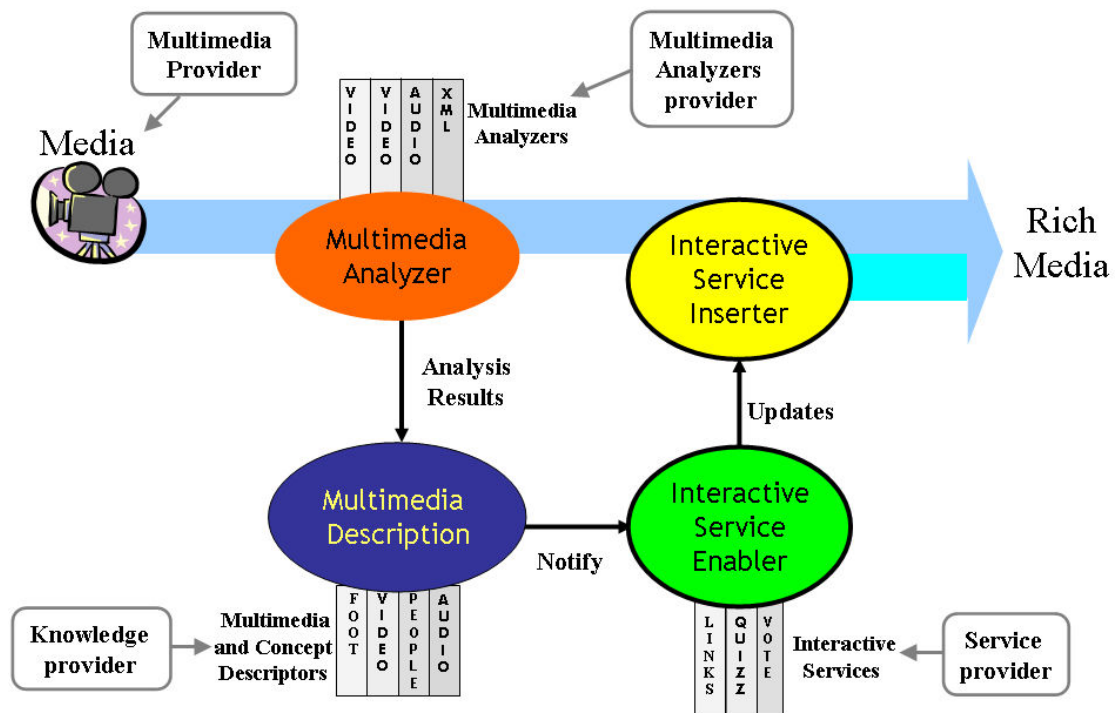 Multimedia
Provider
Multimedia
Analyzers
provider
VIDEO
VIDEO
AUDIO
XML
Multimedia
Analyzers
Media
Multimedia
Analyzer
Interactive
Service
Inserter
Rich
Media
Analysis
Results
Updates
Multimedia
Description
Notify
Interactive
Service
Enabler
Knowledge
provider
Multimedia
and Concept
Descriptors
FOOT
VIDEO
PEOPLE
AUDIO
LINKS
QUIZZ
VOTE
Interactive
Services
Service
provider